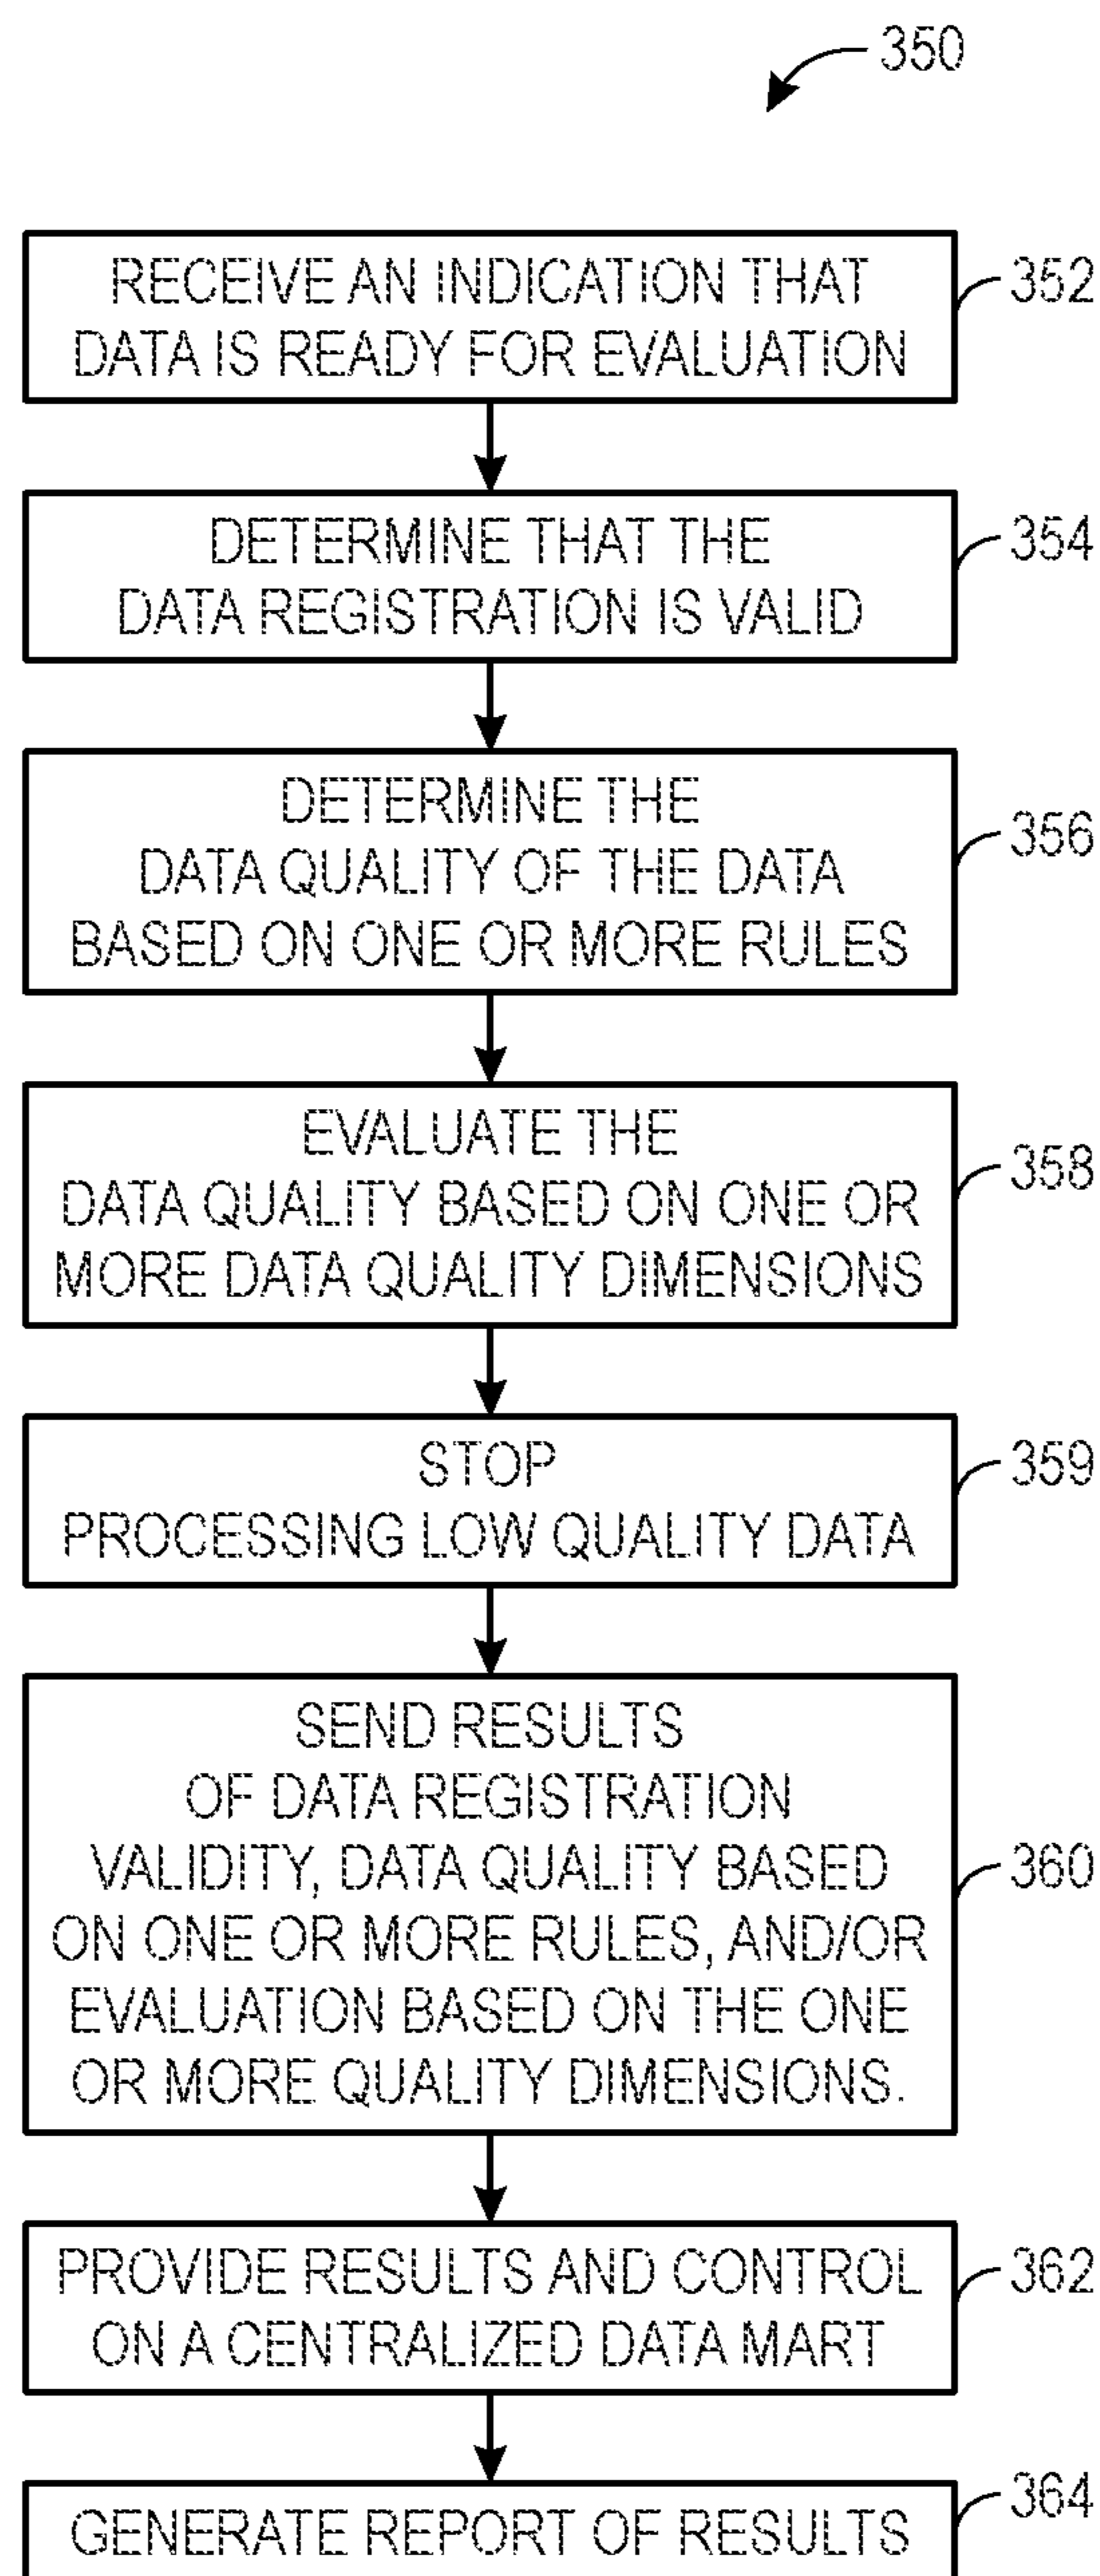 350
RECEIVE AN INDICATION THAT
DATA IS READY FOR EVALUATION
352
DETERMINE THAT THE
DATA REGISTRATION IS VALID
354
DETERMINE THE
DATA QUALITY OF THE DATA
BASED ON ONE OR MORE RULES
356
EVALUATE THE
DATA QUALITY BASED ON ONE OR
MORE DATA QUALITY DIMENSIONS
358
STOP
PROCESSING LOW QUALITY DATA
359
SEND RESULTS
OF DATA REGISTRATION
VALIDITY, DATA QUALITY BASED
ON ONE OR MORE RULES, AND/OR
EVALUATION BASED ON THE ONE
OR MORE QUALITY DIMENSIONS.
360
PROVIDE RESULTS AND CONTROL
ON A CENTRALIZED DATA MART
362
GENERATE REPORT OF RESULTS
364